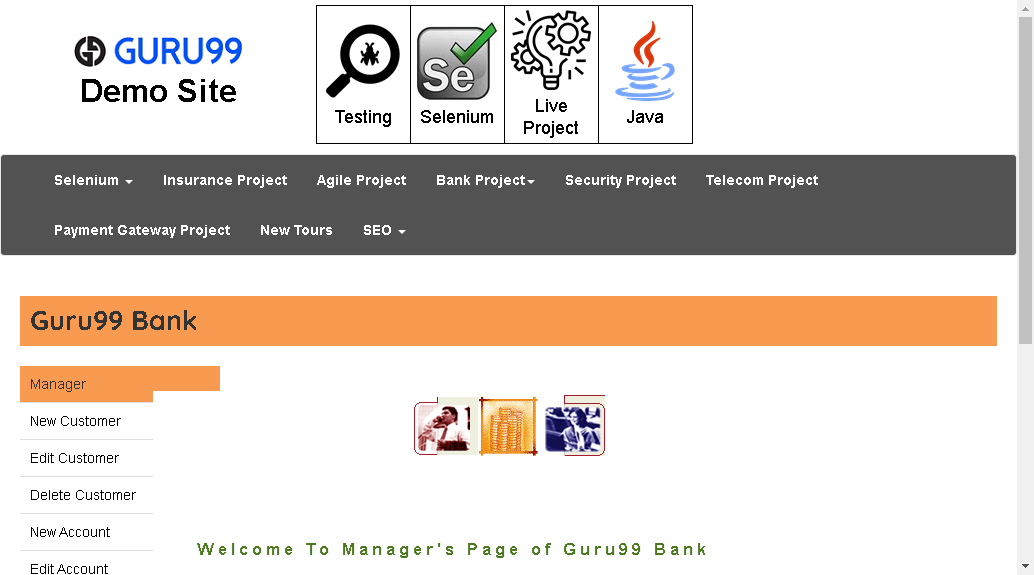 GURU99
Demo Site
Testing
Se
Selenium
Live
Project
Java
Selenium
Insurance Project
Agile Project
Bank Project
Security Project
Telecom Project
Payment Gateway Project
New Tours
SEO
Guru99 Bank
Manager
New Customer
Edit Customer
Delete Customer
New Account
Edit Account
Welcome To Manager's Page of Guru99 Bank